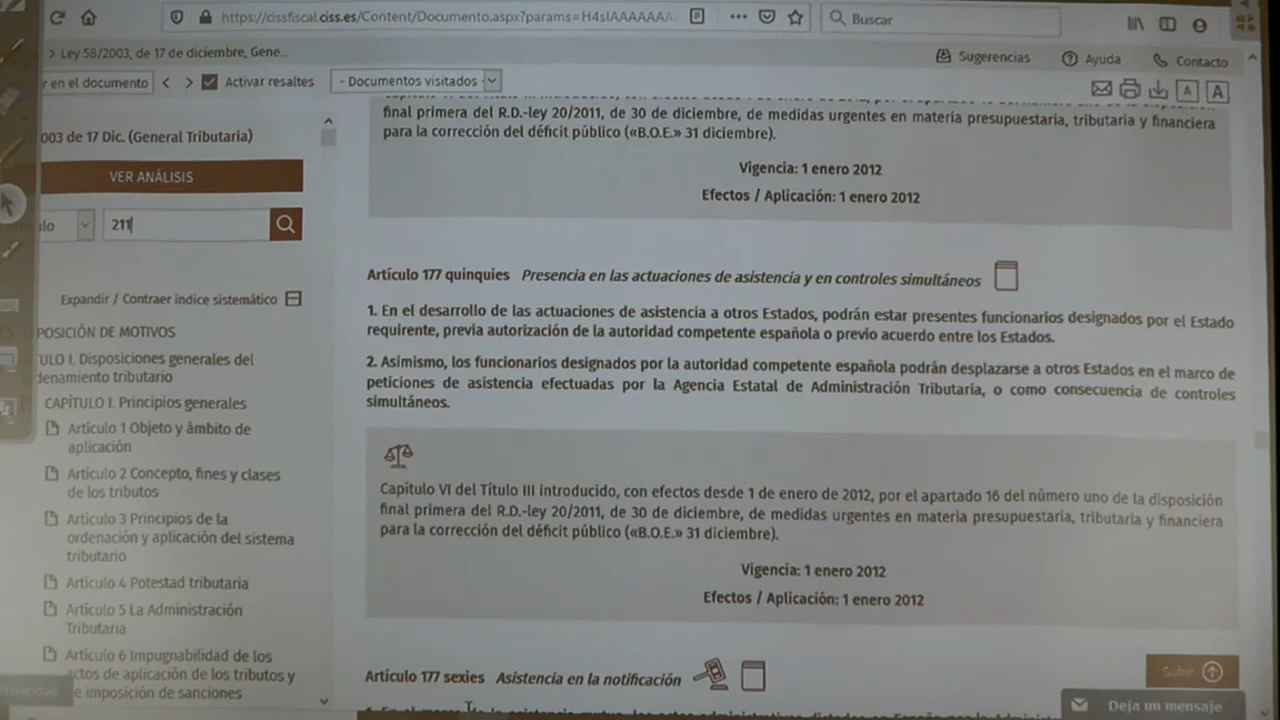 https://cissfiscal.ciss.es/Content/Documento.aspx?params=H4sIAAAAAAA
Buscar
> Ley 58/2003, de 17 de diciembre, Gene...
Sugerencias
Ayuda
Contacto
r en el documento
Activar resaltes
- Documentos visitados
A
A
003 de 17 Dic. (General Tributaria)
VER ANÁLISIS
lo
211
Expandir / Contraer índice sistemático
POSICIÓN DE MOTIVOS
ULO I. Disposiciones generales del
denamiento tributario
CAPÍTULO I. Principios generales
Artículo 1 Objeto y ámbito de
aplicación
Artículo 2 Concepto, fines y clases
de los tributos
Artículo 3 Principios de la
ordenación y aplicación del sistema
tributario
Artículo 4 Potestad tributaria
Artículo 5 La Administración
Tributaria
Artículo 6 Impugnabilidad de los
actos de aplicación de los tributos y
e imposición de sanciones
Privacidad
final primera del R.D.-ley 20/2011, de 30 de diciembre, de medidas urgentes en materia presupuestaria, tributaria y financiera
para la corrección del déficit público («B.O.E.» 31 diciembre).
Vigencia: 1 enero 2012
Efectos / Aplicación: 1 enero 2012
Artículo 177 quinquies Presencia en las actuaciones de asistencia y en controles simultáneos
1. En el desarrollo de las actuaciones de asistencia a otros Estados, podrán estar presentes funcionarios designados por el Estado
requirente, previa autorización de la autoridad competente española o previo acuerdo entre los Estados.
2. Asimismo, los funcionarios designados por la autoridad competente española podrán desplazarse a otros Estados en el marco de
peticiones de asistencia efectuadas por la Agencia Estatal de Administración Tributaria, o como consecuencia de controles
simultáneos.
Capítulo VI del Título III introducido, con efectos desde 1 de enero de 2012, por el apartado 16 del número uno de la disposición
final primera del R.D.-ley 20/2011, de 30 de diciembre, de medidas urgentes en materia presupuestaria, tributaria y financiera
para la corrección del déficit público («B.O.E.» 31 diciembre).
Vigencia: 1 enero 2012
Efectos / Aplicación: 1 enero 2012
Artículo 177 sexies Asistencia en la notificación
Subir
Deja un mensaje